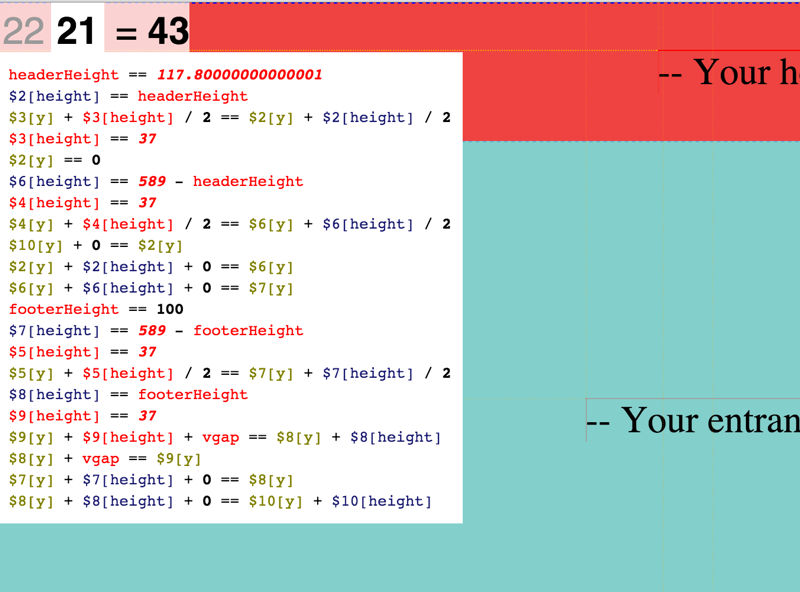 22 21 = 43
headerHeight == 117.80000000000001
-- Your h
$2[height] == headerHeight
$3[y] + $3[height] / 2 == $2[y] + $2[height] / 2
$3[height] == 37
$2[y] == 0
$6[height] == 589 - headerHeight
$4[height] == 37
$4[y] + $4[height] / 2 == $6[y] + $6[height] / 2
$10[y] + 0 == $2[y]
$2[y] + $2[height] + 0 == $6[y]
$6[y] + $6[height] + 0 == $7[y]
footerHeight == 100
$7[height] == 589 - footerHeight
$5[height] == 37
$5[y] + $5[height] / 2 == $7[y] + $7[height] / 2
$8[height] == footerHeight
$9[height] == 37
-- Your entran
$9[y] + $9[height] + vgap == $8[y] + $8[height]
$8[y] + vgap == $9[y]
$7[y] + $7[height] + 0 == $8[y]
$8[y] + $8[height] + 0 == $10[y] + $10[height]